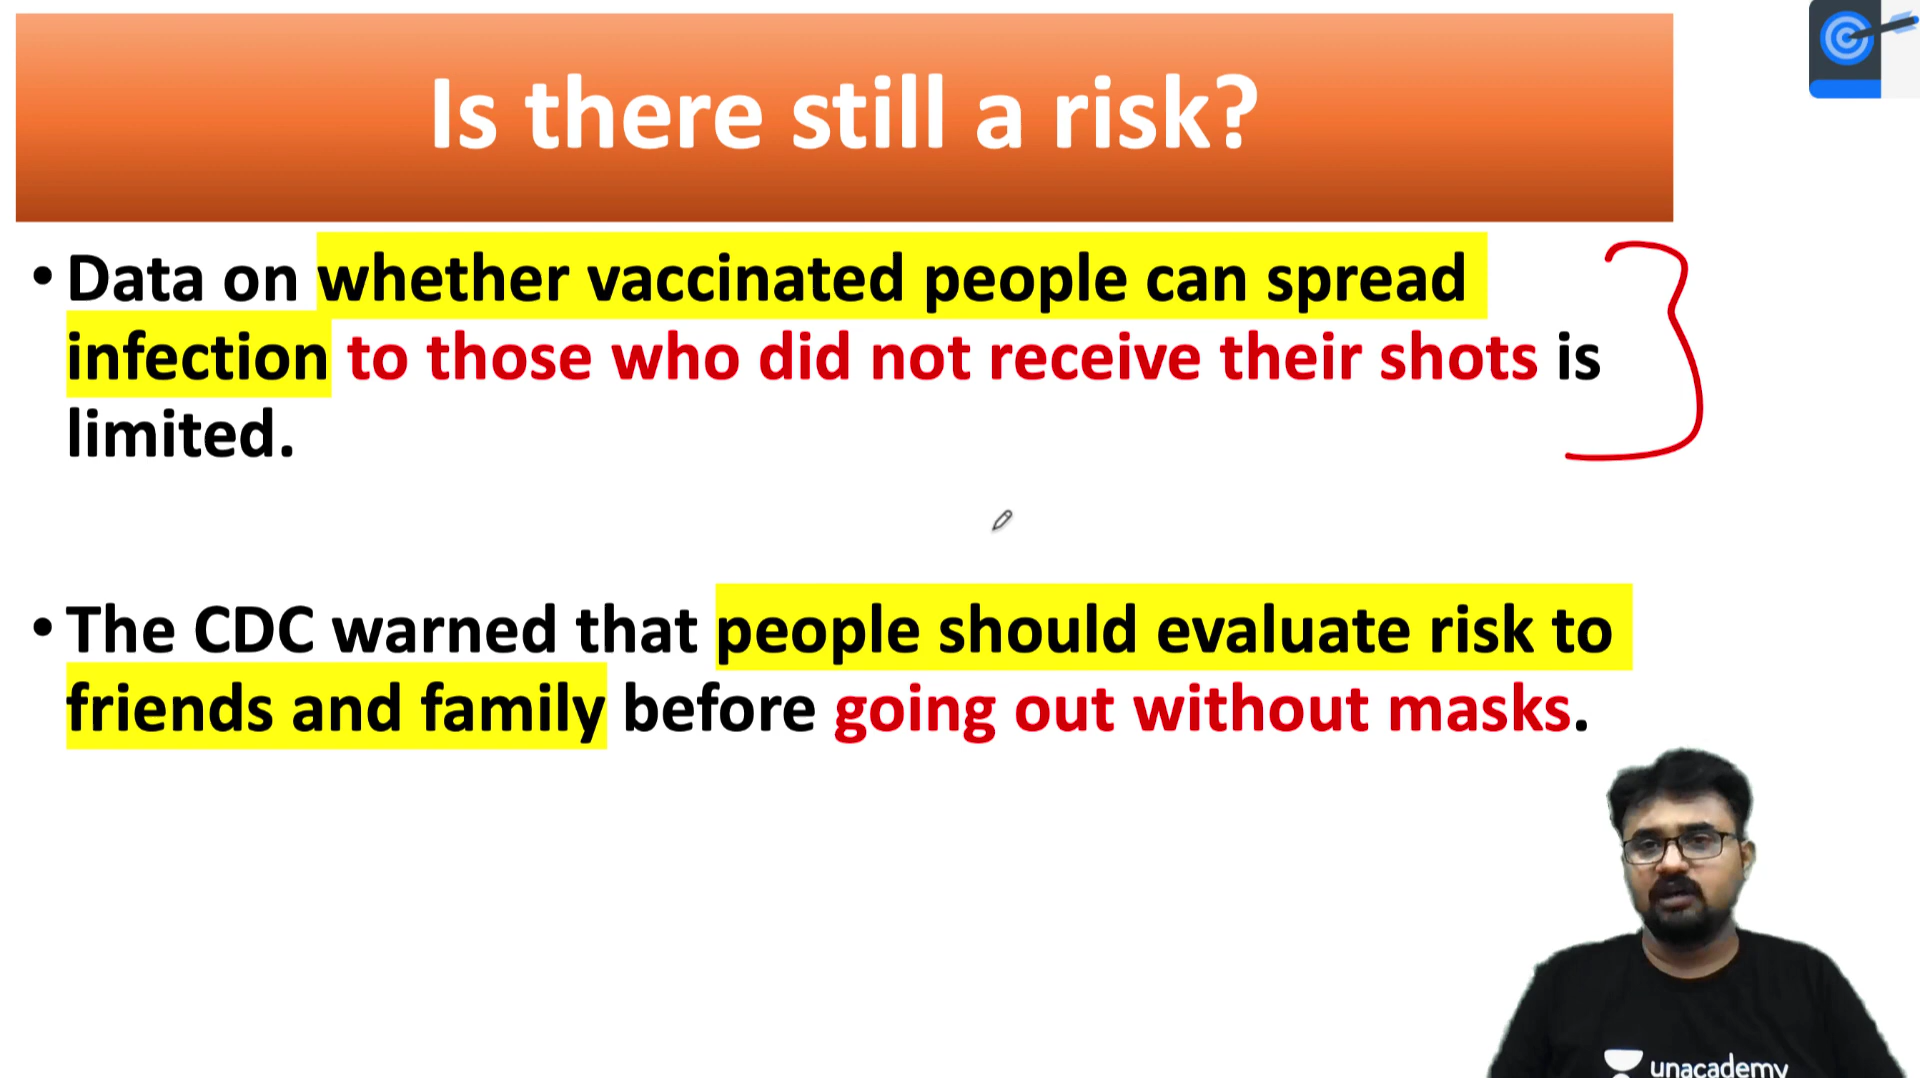 Is there still a risk?
• Data on whether vaccinated people can spread
infection to those who did not receive their shots is
limited.
• The CDC warned that people should evaluate risk to
friends and family before going out without masks.
unacademy